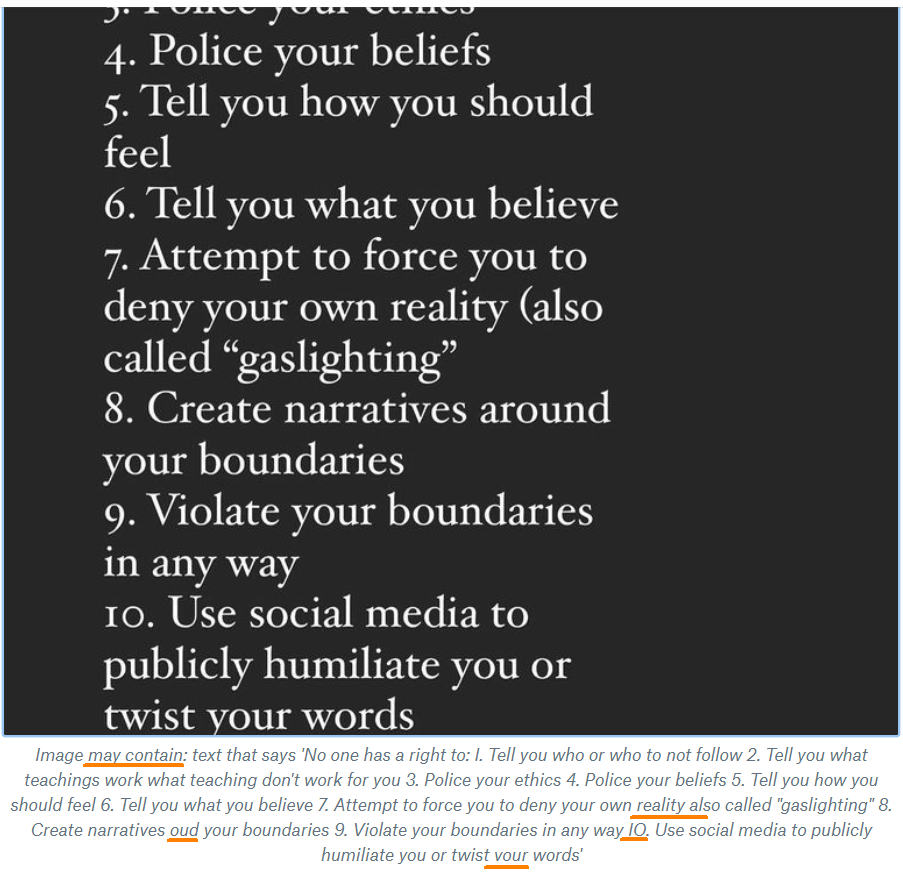 3. Police your ethics
4. Police your beliefs
5. Tell you how you should
feel
6. Tell you what you believe
7. Attempt to force you to
deny your own reality (also
called “gaslighting”
8. Create narratives around
your boundaries
9. Violate your boundaries
in any way
10. Use social media to
publicly humiliate you or
twist your words
Image may contain: text that says 'No one has a right to: I. Tell you who or who to not follow 2. Tell you what
teachings work what teaching don't work for you 3. Police your ethics 4. Police your beliefs 5. Tell you how you
should feel 6. Tell you what you believe 7. Attempt to force you to deny your own reality also called "gaslighting" 8.
Create narratives oud your boundaries 9. Violate your boundaries in any way IO. Use social media to publicly
humiliate you or twist vour words'